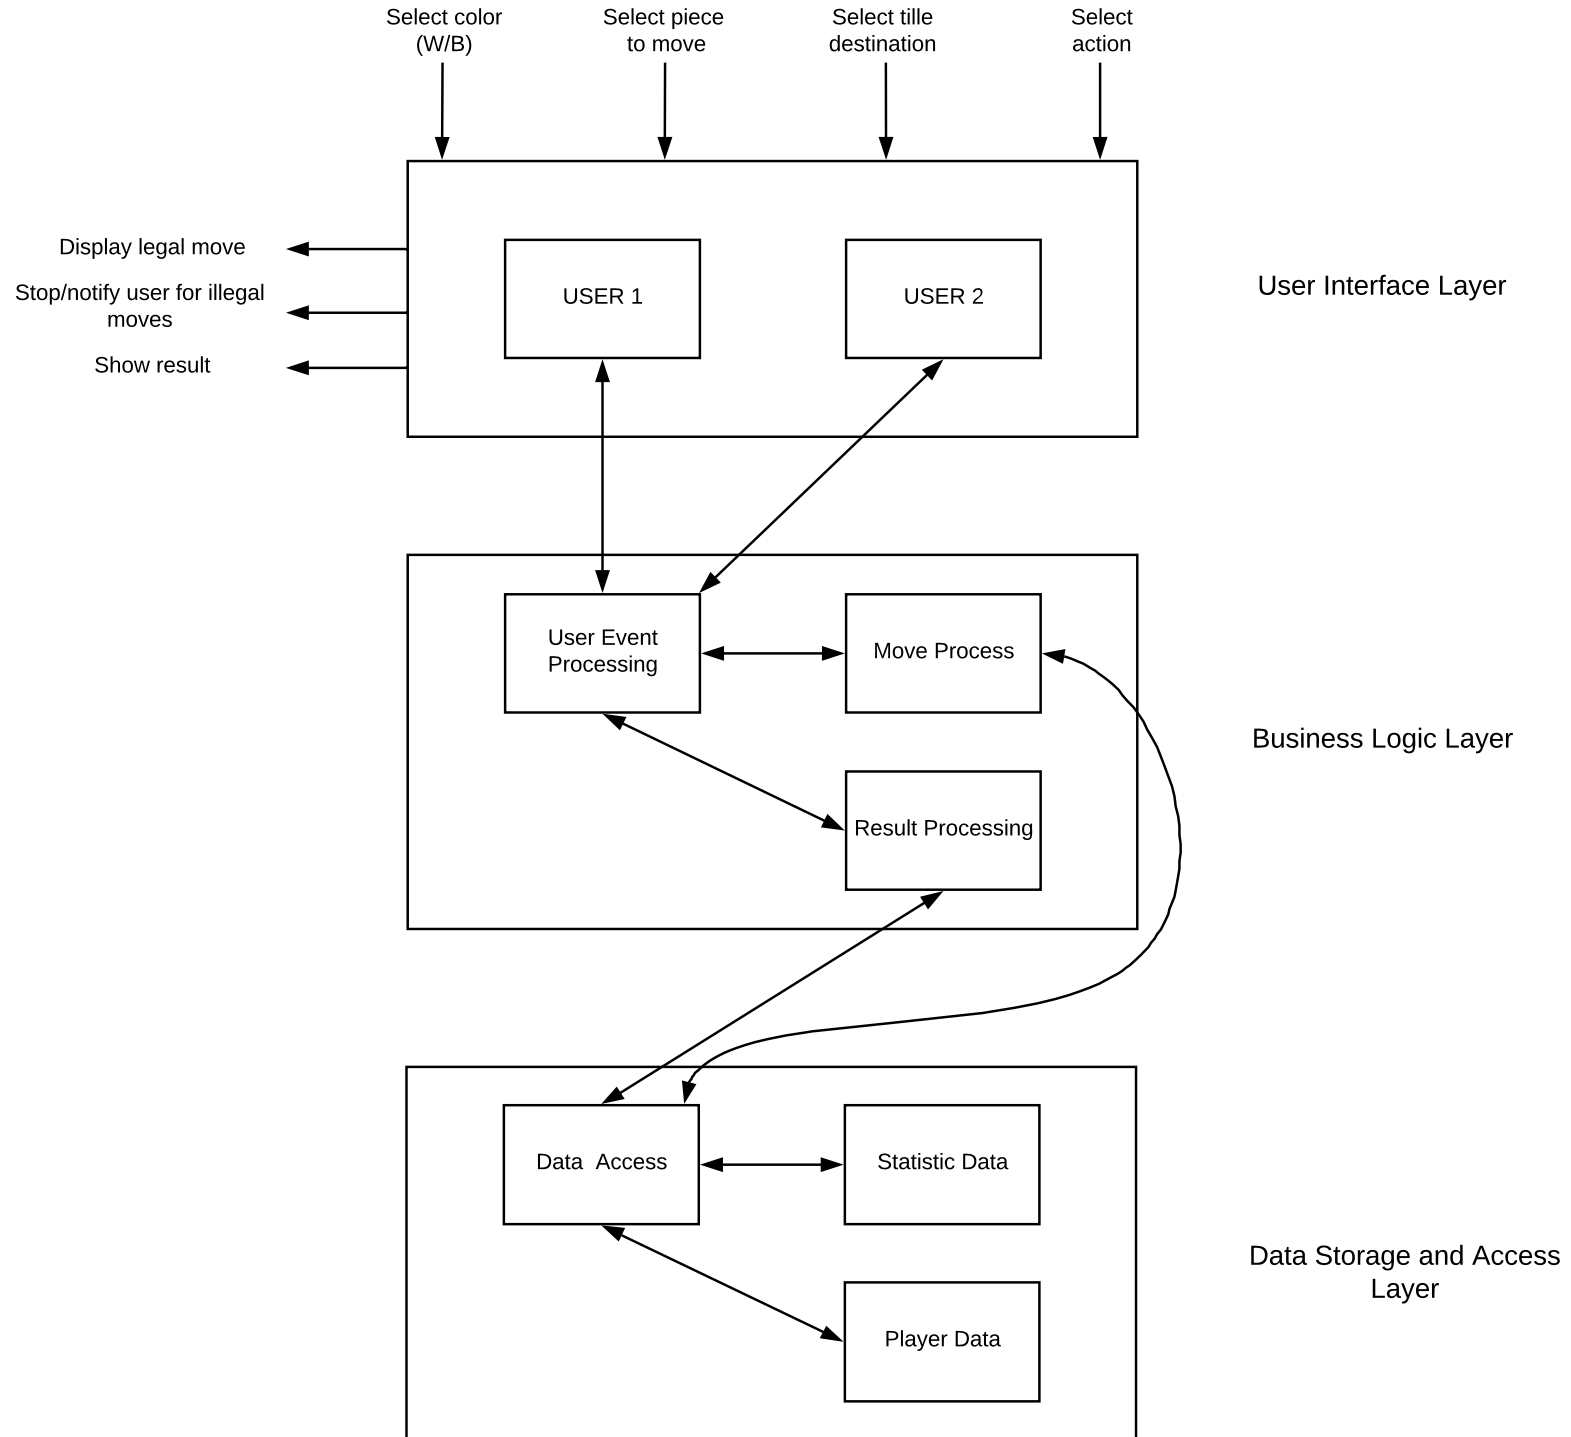 Select color
(W/B)
Select piece
to move
Select tille
destination
Select
action
Display legal move
Stop/notify user for illegal
moves
Show result
USER 1
USER 2
User Interface Layer
User Event
Processing
Move Process
Result Processing
Business Logic Layer
Data  Access
Statistic Data
Player Data
Data Storage and Access
Layer